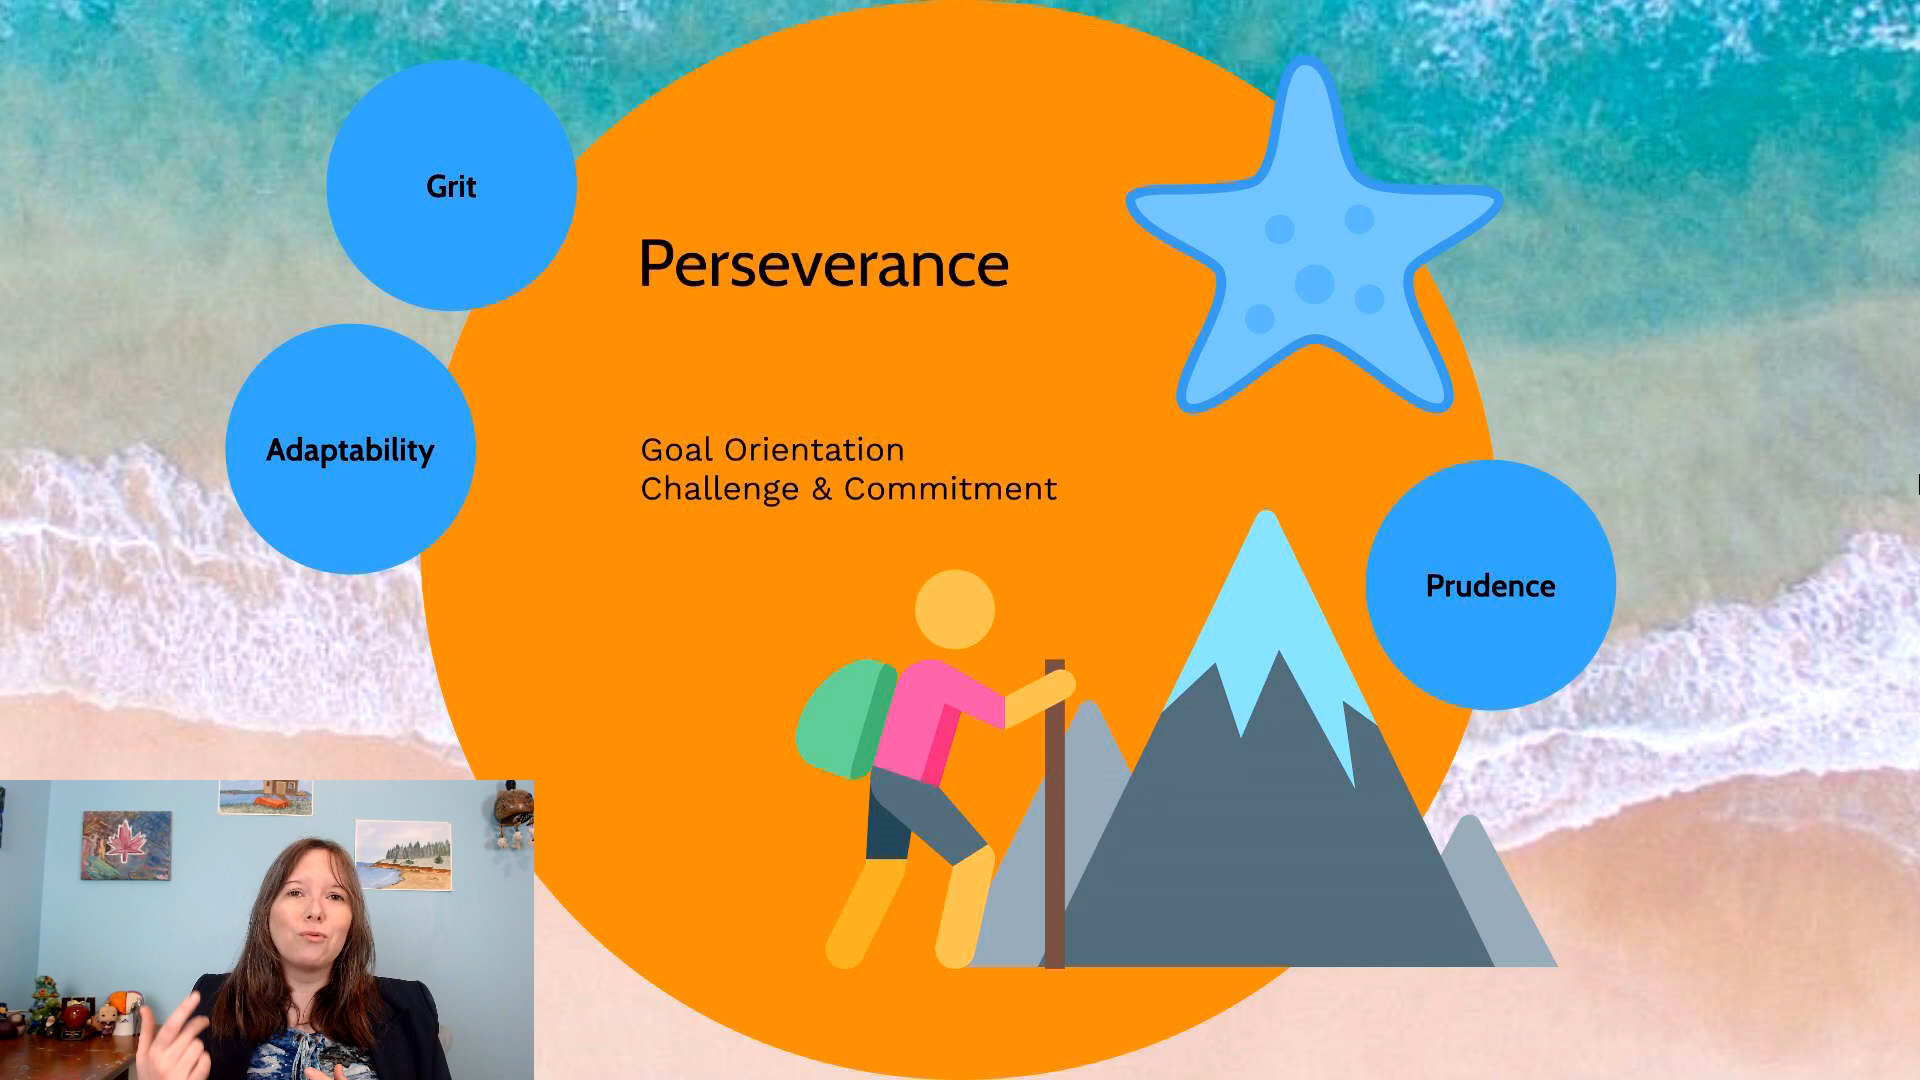 Grit
Perseverance
Adaptability
Goal Orientation
Challenge & Commitment
Prudence